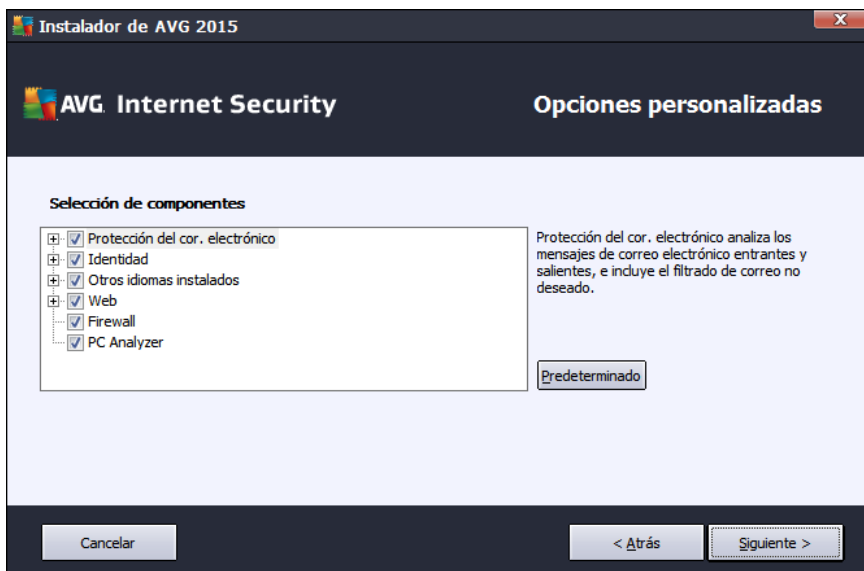 Instalador de AVG 2015
X
AVG Internet Security
Opciones personalizadas
Selección de componentes
Protección del cor. electrónico
Identidad
Otros idiomas instalados
Web
Firewall
PC Analyzer
Protección del cor. electrónico analiza los
mensajes de correo electrónico entrantes y
salientes, e incluye el filtrado de correo no
deseado.
Predeterminado
Cancelar
< Atrás
Siguiente >